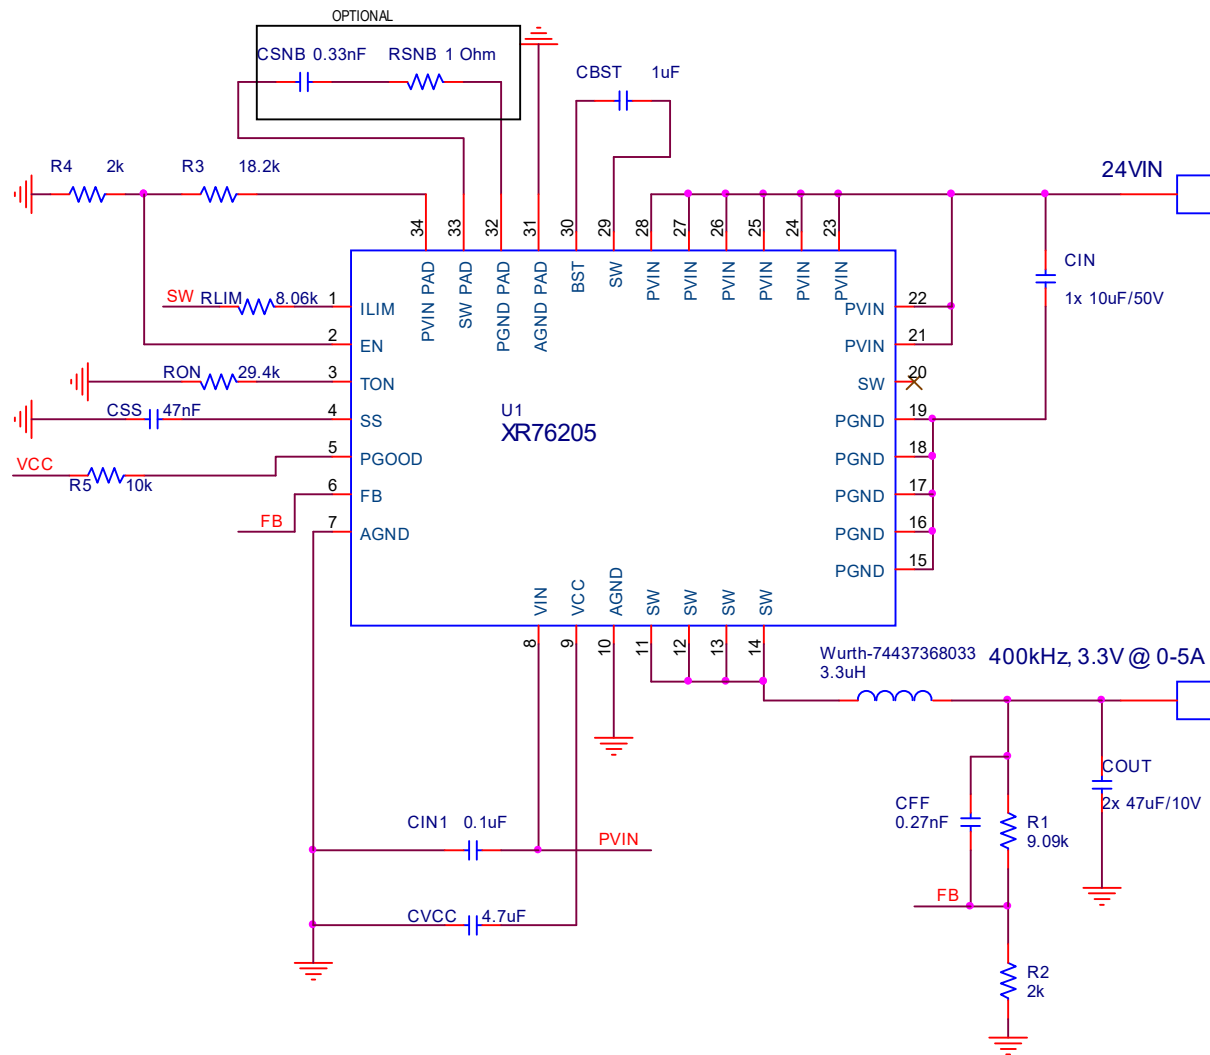 OPTIONAL
CSNB 0.33nF RSNB 1 Ohm
CBST 1uF
R4 2k R3 18.2k
24VIN
34 33 32 31 30 29 28 27 26 25 24 23
PVIN PAD
SW PAD
PGND PAD
AGND PAD
BST
SW
PVIN
PVIN
PVIN
PVIN
PVIN
PVIN
CIN
1x 10uF/50V
SW RLIM 8.06k 1 ILIM
2 EN
RON 29.4k 3 TON
CSS 47nF 4 SS
5 PGOOD
VCC
R5 10k
6 FB
FB
7 AGND
U1
XR76205
PVIN 22
PVIN 21
SW 20
PGND 19
PGND 18
PGND 17
PGND 16
PGND 15
VIN
VCC
AGND
SW
SW
SW
SW
8 9 10 11 12 13 14
Wurth-74437368033
3.3uH
400kHz, 3.3V @ 0-5A
COUT
2x 47uF/10V
CFF
0.27nF
R1
9.09k
CIN1 0.1uF
PVIN
FB
CVCC 4.7uF
R2
2k